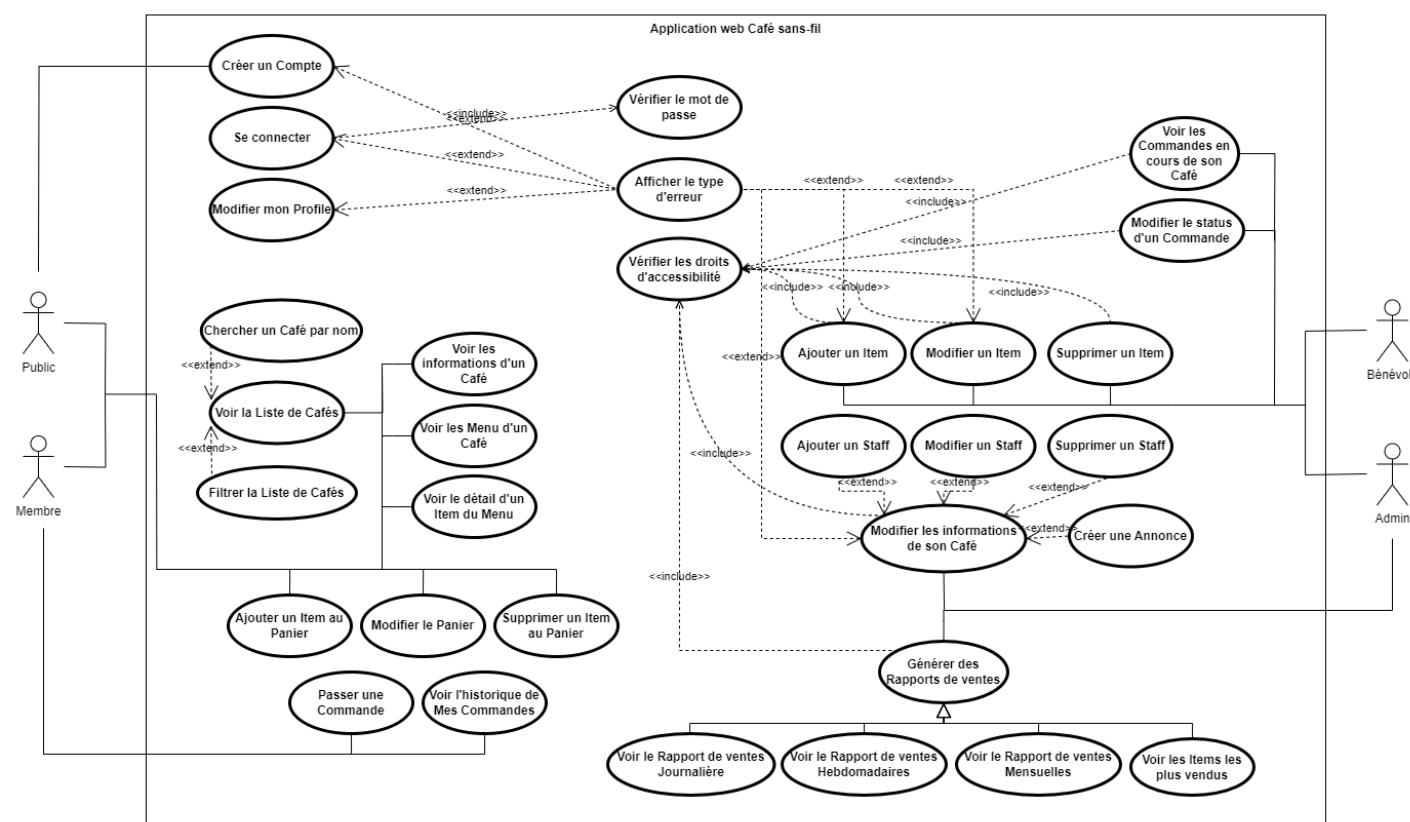 Application web Café sans-fil
Créer un Compte
Se connecter
Modifier mon Profile
Vérifier le mot de
passe
Afficher le type
d'erreur
Vérifier les droits
d'accessibilité
<<include>>
<<extend>>
<<extend>>
<<extend>>
<<extend>>
<<extend>>
<<include>>
<<include>>
<<include>>
<<include>>
<<include>>
<<extend>>
Voir les
Commandes en
cours de son
Café
Modifier le status
d'un Commande
Public
Membre
Bénévol
Admin
Chercher un Café par nom
<<extend>>
Voir la Liste de Cafés
<<extend>>
Filtrer la Liste de Cafés
Voir les
informations d'un
Café
Voir les Menu d'un
Café
Voir le détail d'un
Item du Menu
Ajouter un Item
Modifier un Item
Supprimer un Item
Ajouter un Staff
Modifier un Staff
Supprimer un Staff
<<extend>>
<<extend>>
<<extend>>
<<extend>>
<<include>>
Modifier les informations
de son Café
Créer une Annonce
<<include>>
Ajouter un Item au
Panier
Modifier le Panier
Supprimer un Item
au Panier
Passer une
Commande
Voir l'historique de
Mes Commandes
Générer des
Rapports de ventes
Voir le Rapport de ventes
Journalière
Voir le Rapport de ventes
Hebdomadaires
Voir le Rapport de ventes
Mensuelles
Voir les Items les
plus vendus